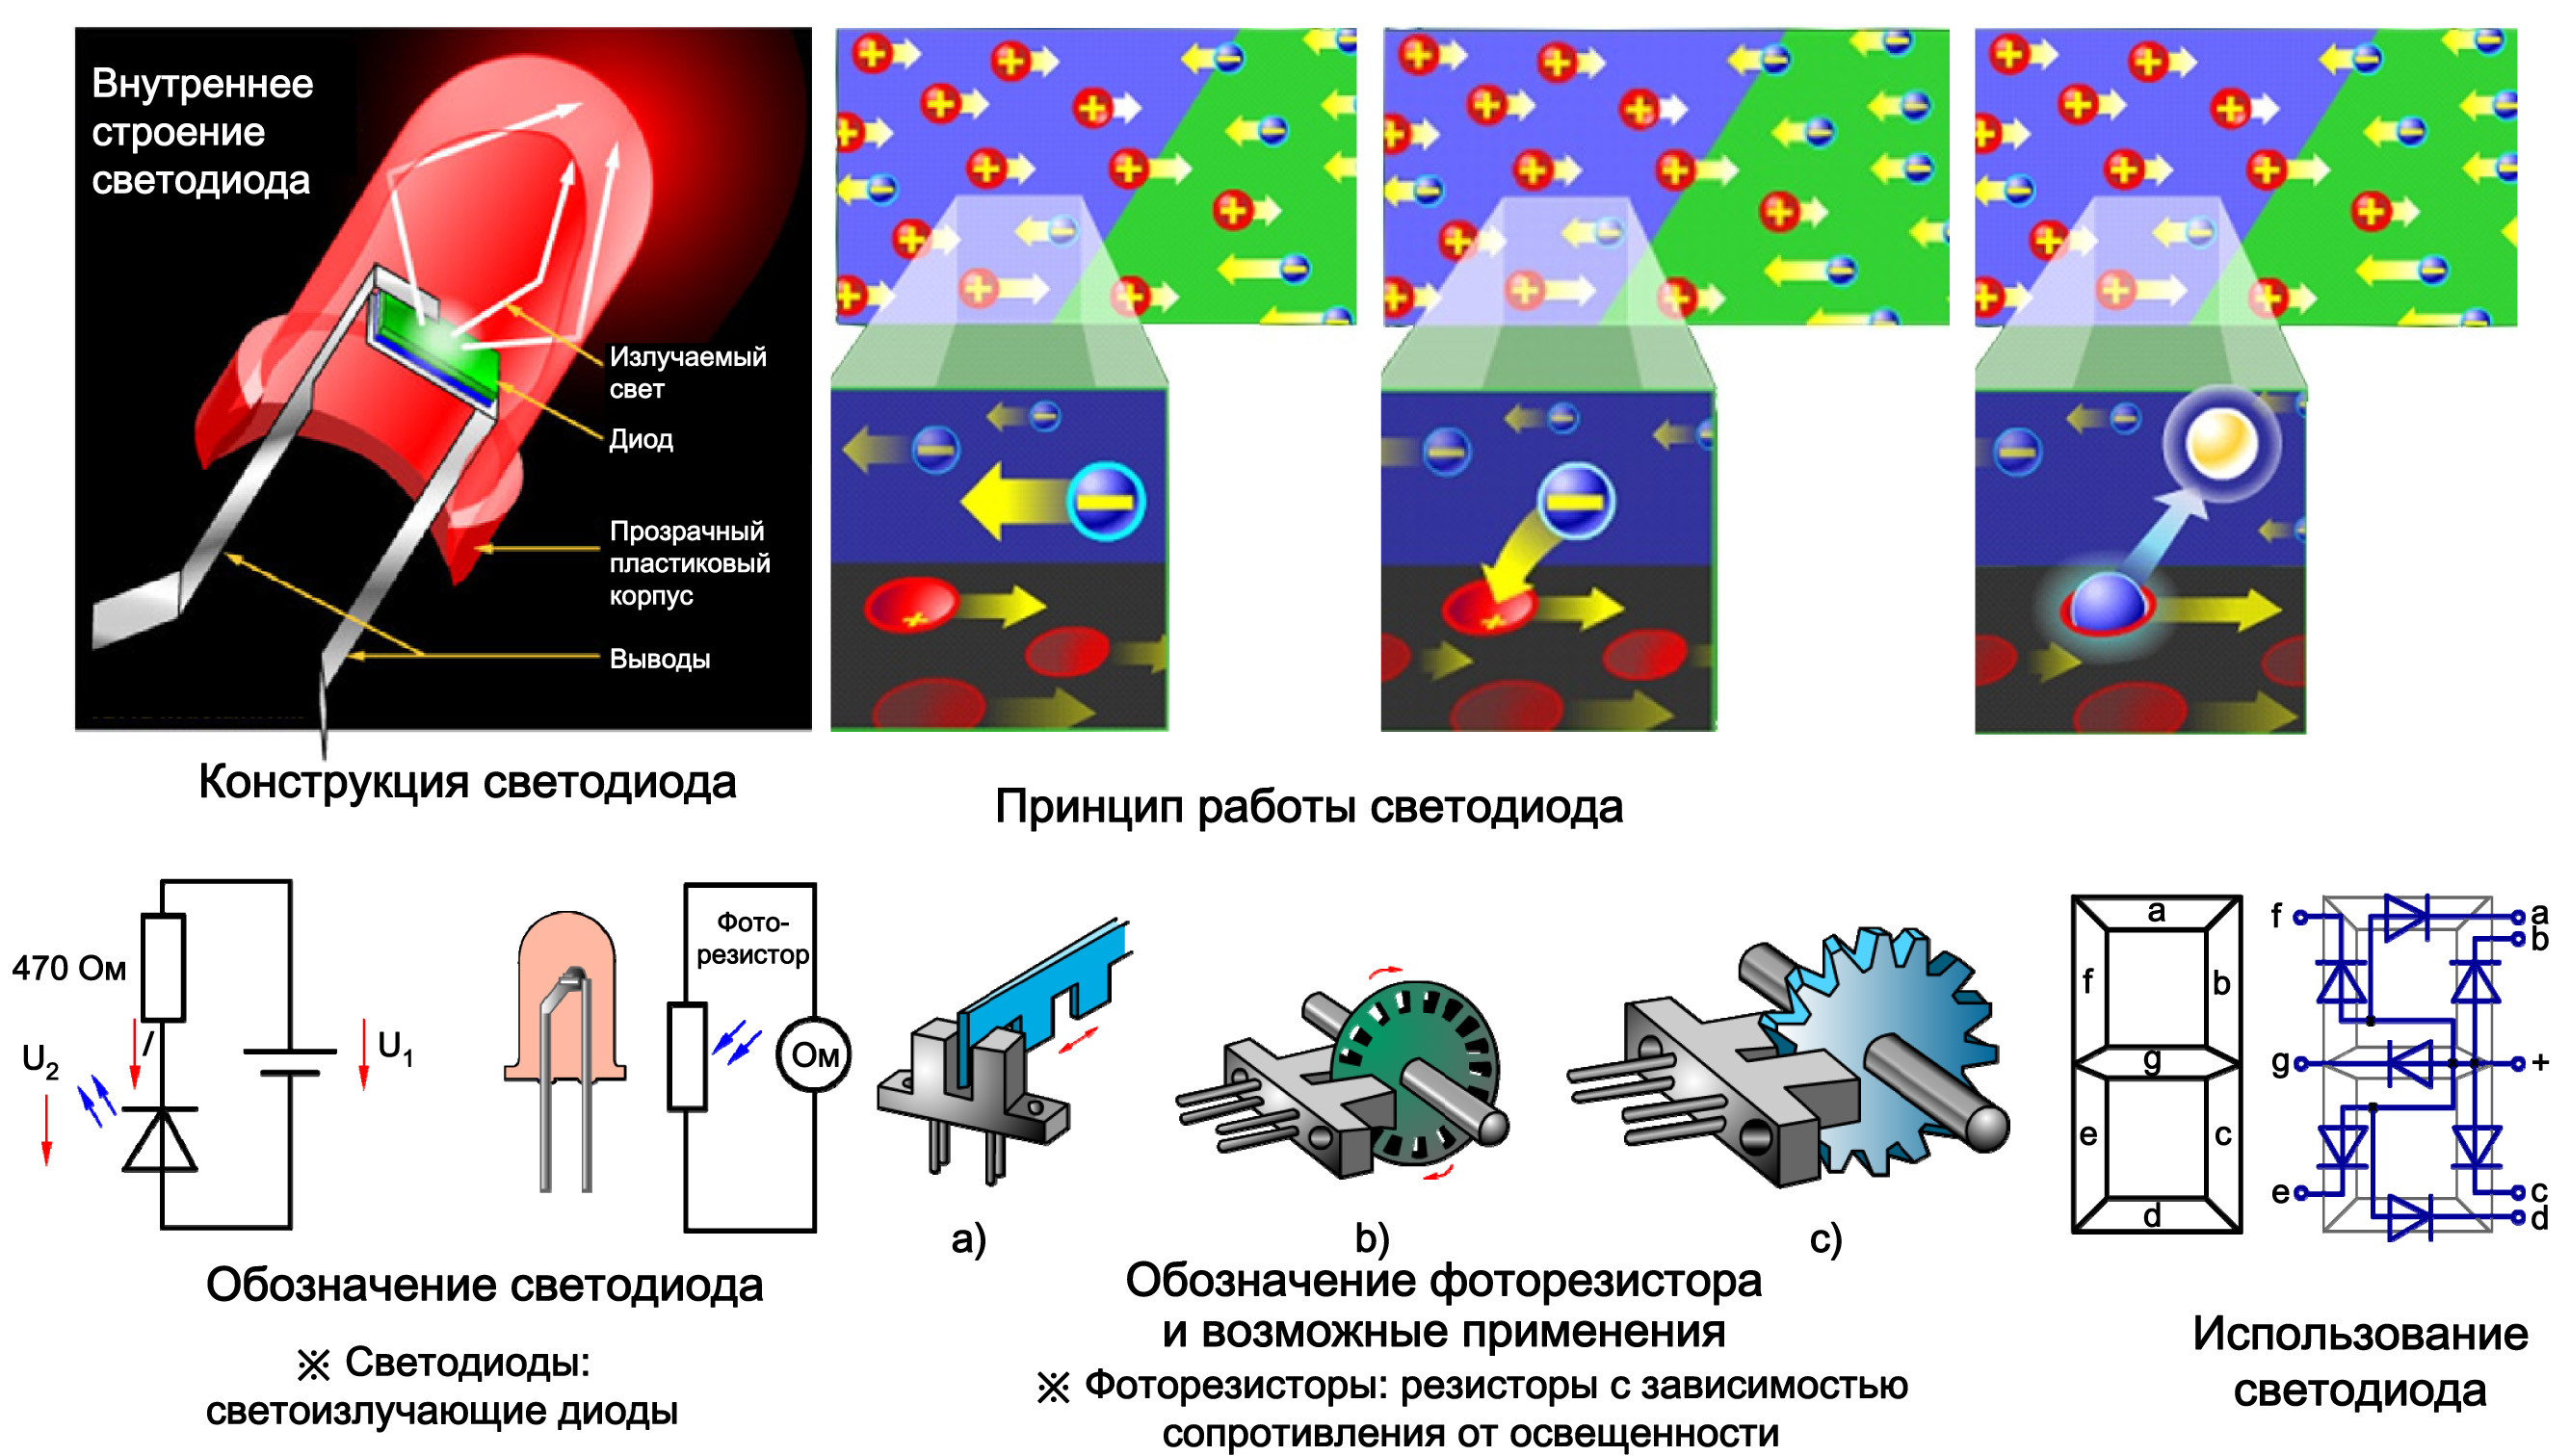 Внутреннее
строение
светодиода
Излучаемый
свет
Диод
Прозрачный
пластиковый
корпус
Выводы
Конструкция светодиода
Принцип работы светодиода
470 Ом
I
U2
U1
Обозначение светодиода
※ Светодиоды:
светоизлучающие диоды
Фото-
резистор
Ом
a)
b)
c)
Обозначение фоторезистора
и возможные применения
※ Фоторезисторы: резисторы с зависимостью
сопротивления от освещенности
a
f
b
g
e
c
d
f
a
b
g
+
e
c
d
Использование
светодиода